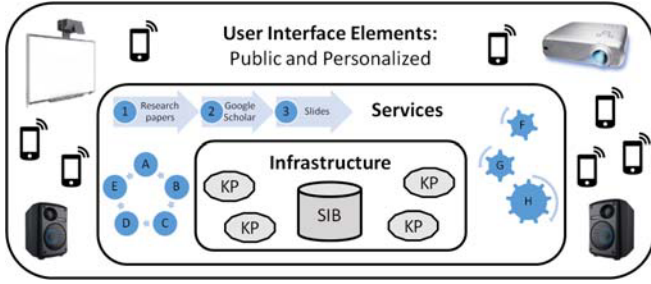 User Interface Elements:
Public and Personalized
1 Research papers
2 Google Scholar
3 Slides
Services
F
G
H
A
B
C
D
E
Infrastructure
KP
KP
SIB
KP
KP